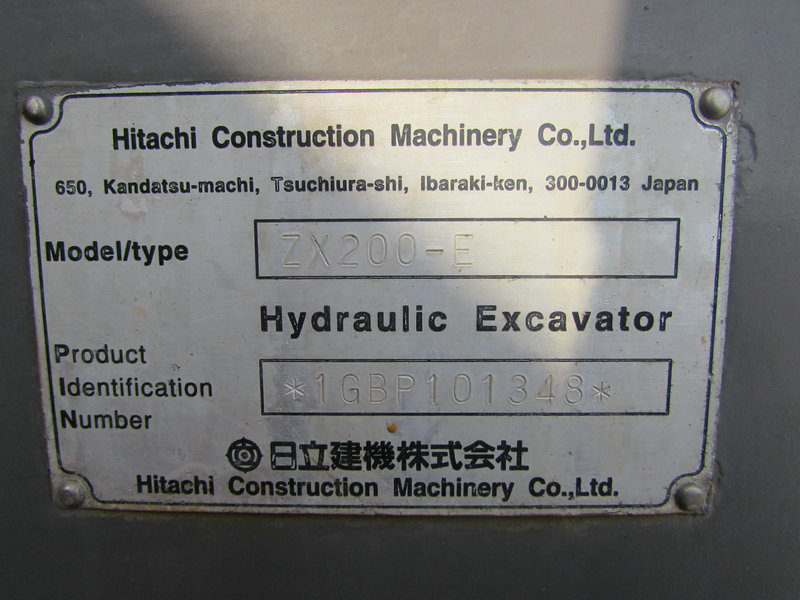 Hitachi Construction Machinery Co.,Ltd.
650, Kandatsu-machi, Tsuchiura-shi, Ibaraki-ken, 300-0013 Japan
Model/type ZX200-E
Hydraulic Excavator
Product
Identification
Number
*1GBP101348*
日立建機株式会社
Hitachi Construction Machinery Co.,Ltd.